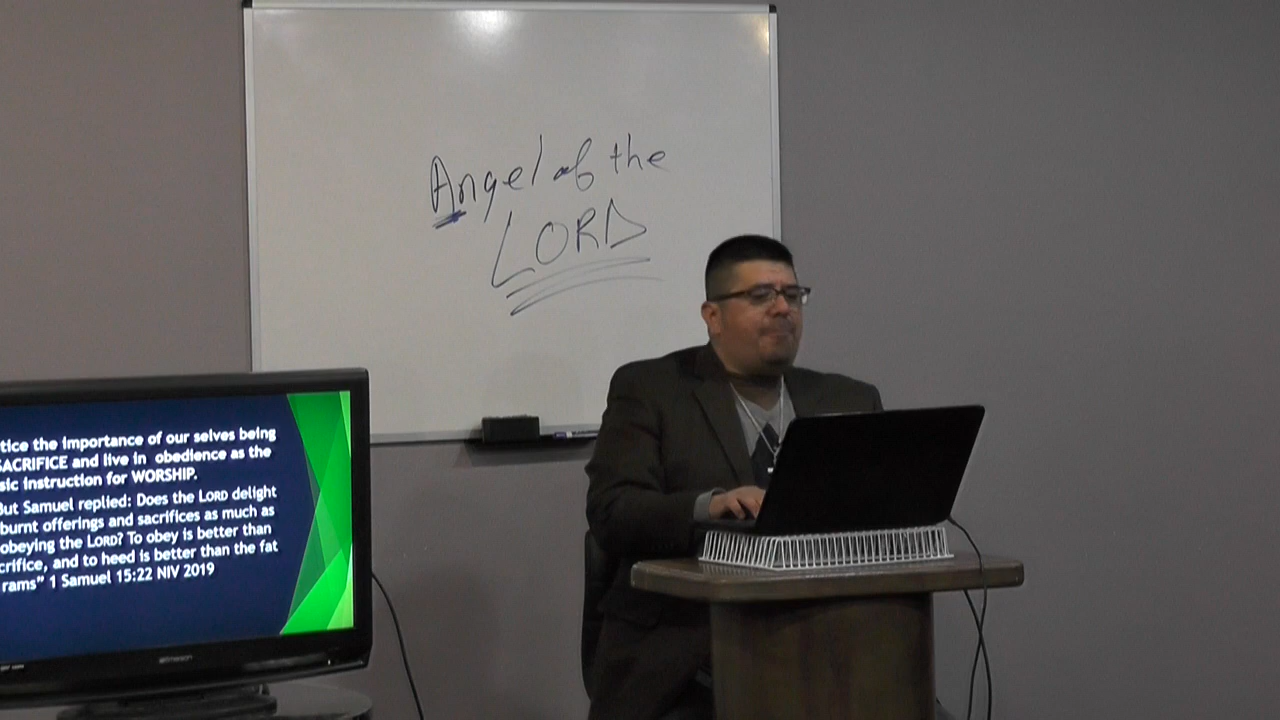 Angel of the
LORD
tice the importance of our selves being
SACRIFICE and live in obedience as the
sic instruction for WORSHIP.
But Samuel replied: Does the LORD delight
burnt offerings and sacrifices as much as
obeying the LORD? To obey is better than
crifice, and to heed is better than the fat
rams” 1 Samuel 15:22 NIV 2019